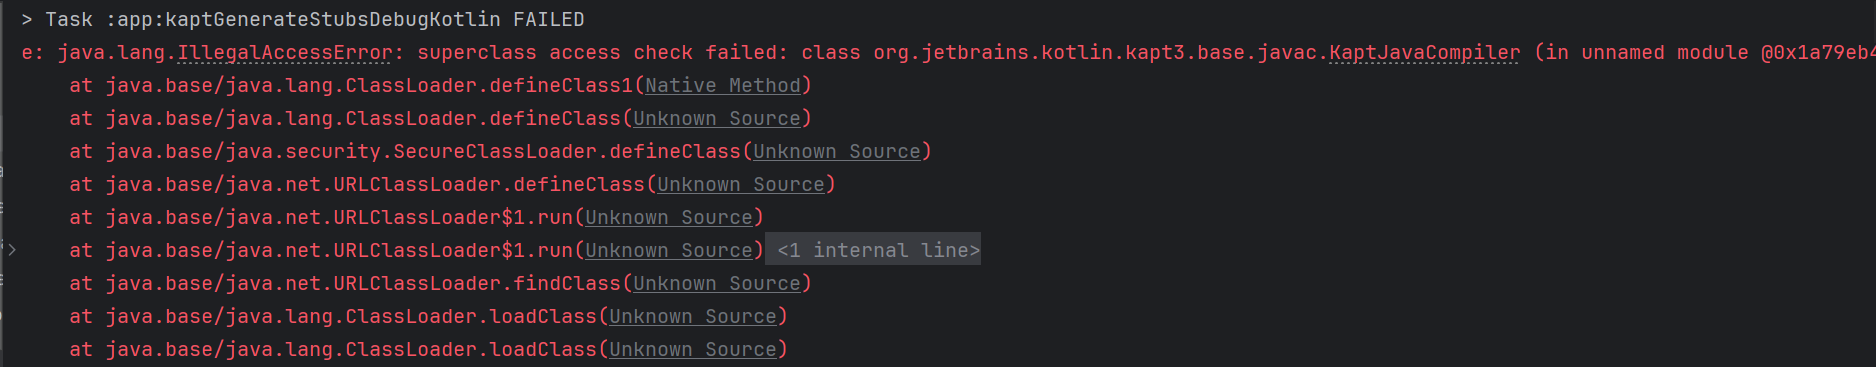 > Task :app:kaptGenerateStubsDebugKotlin FAILED
e: java.lang.IllegalAccessError: superclass access check failed: class org.jetbrains.kotlin.kapt3.base.javac.KaptJavaCompiler (in unnamed module @0x1a79eb4
at java.base/java.lang.ClassLoader.defineClass1(Native Method)
at java.base/java.lang.ClassLoader.defineClass(Unknown Source)
at java.base/java.security.SecureClassLoader.defineClass(Unknown Source)
at java.base/java.net.URLClassLoader.defineClass(Unknown Source)
at java.base/java.net.URLClassLoader$1.run(Unknown Source)
at java.base/java.net.URLClassLoader$1.run(Unknown Source) <1 internal line>
at java.base/java.net.URLClassLoader.findClass(Unknown Source)
at java.base/java.lang.ClassLoader.loadClass(Unknown Source)
at java.base/java.lang.ClassLoader.loadClass(Unknown Source)